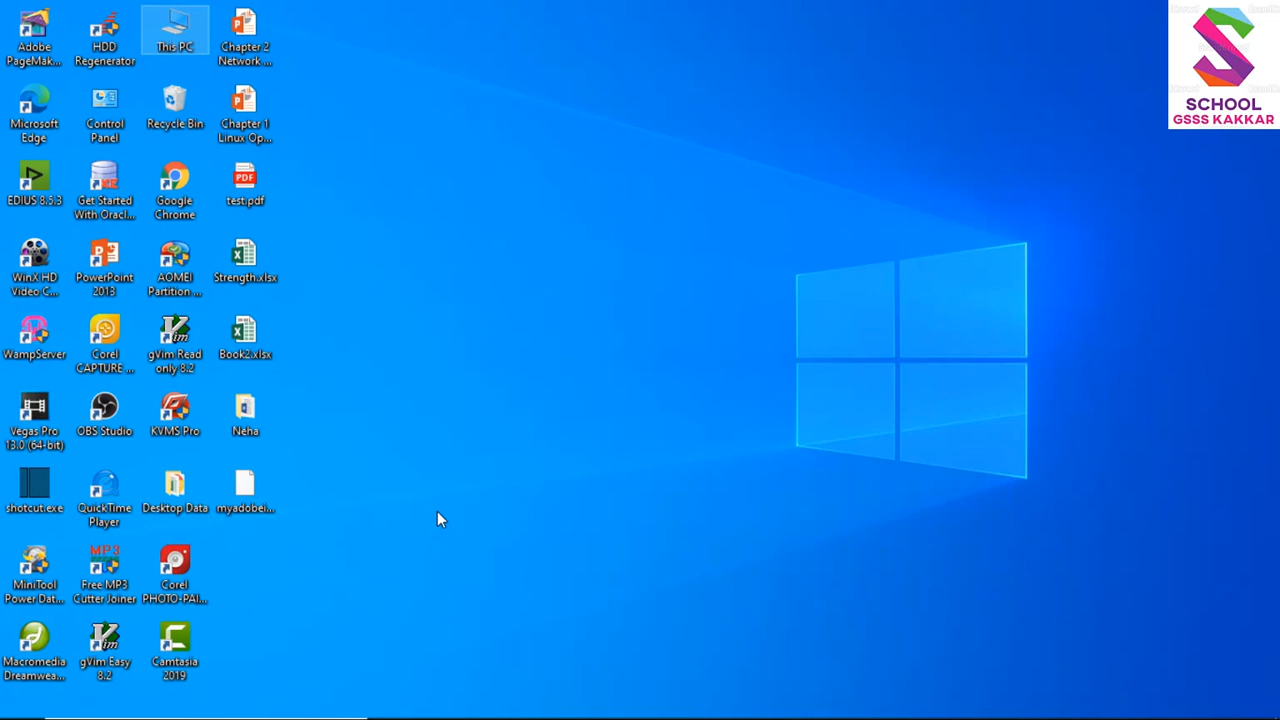 Adobe
PageMak...
HDD
Regenerator
This PC
Chapter 2
Network ...
Microsoft
Edge
Control
Panel
Recycle Bin
Chapter 1
Linux Op...
EDIUS 8.5.3
Get Started
With Oracl...
Google
Chrome
PDF
test.pdf
WinX HD
Video C...
PowerPoint
2013
AOMEI
Partition ...
Strength.xlsx
WampServer
Corel
CAPTURE ...
gVim Read
only 8.2
Book2.xlsx
Vegas Pro
13.0 (64-bit)
OBS Studio
KVMS Pro
Neha
shotcut.exe
QuickTime
Player
Desktop Data
myadobei...
MiniTool
Power Dat...
MP3
Free MP3
Cutter Joiner
Corel
PHOTO-PAI...
Macromedia
Dreamwea...
gVim Easy
8.2
Camtasia
2019
SCHOOL
GSSS KAKKAR